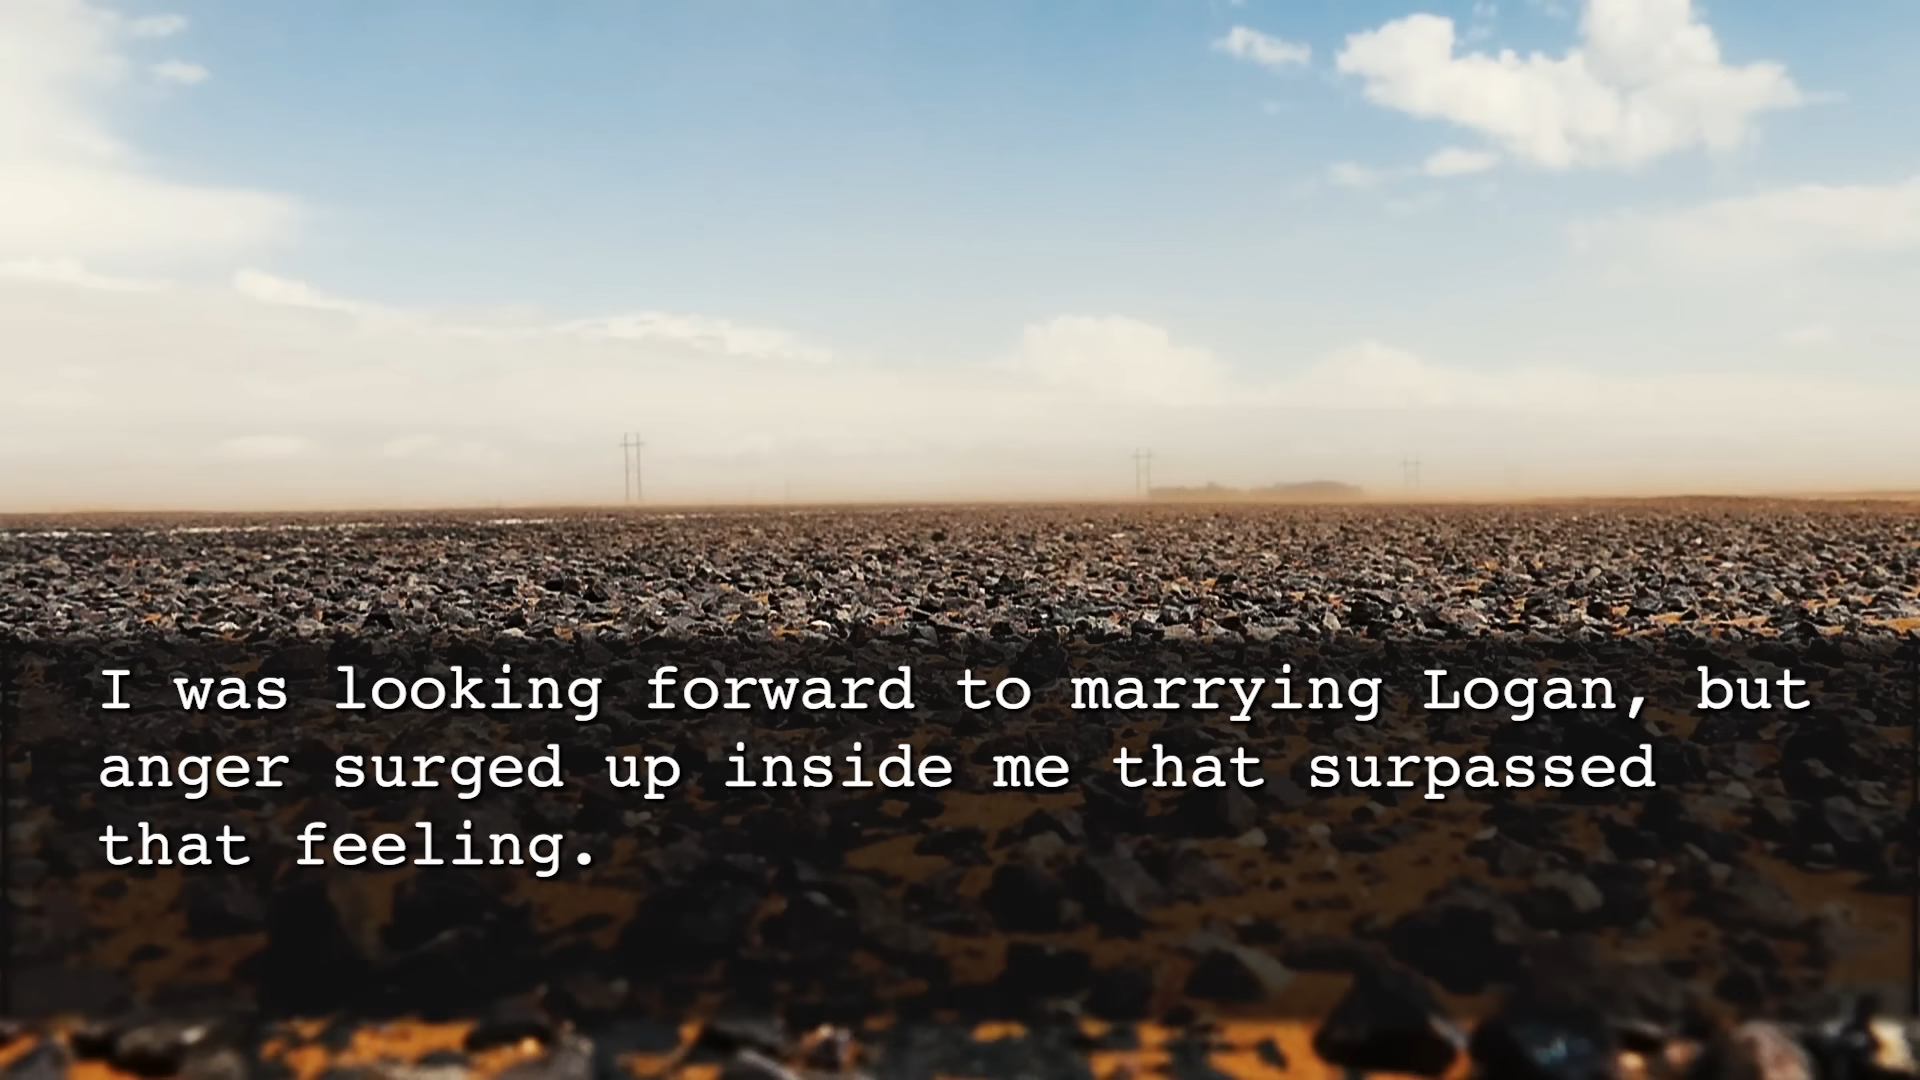 I was looking forward to marrying Logan, but
anger surged up inside me that surpassed
that feeling.